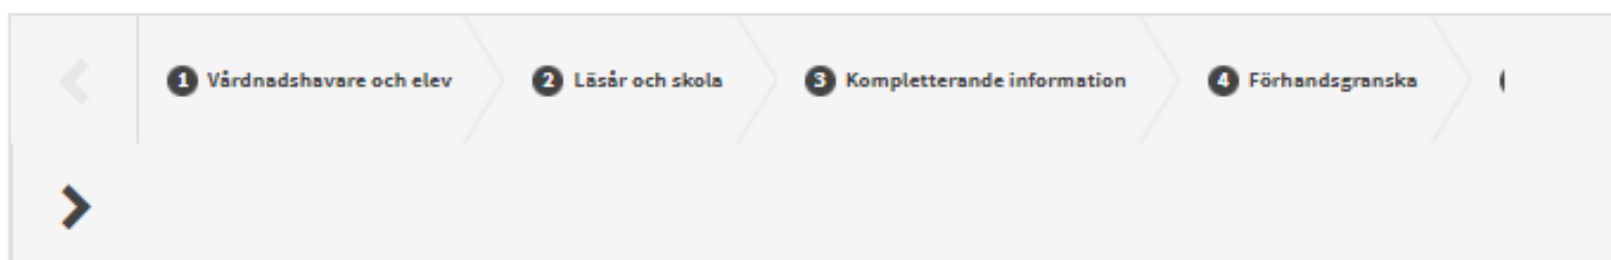 1 Vårdnadshavare och elev 2 Läsår och skola 3 Kompletterande information 4 Förhandsgranska